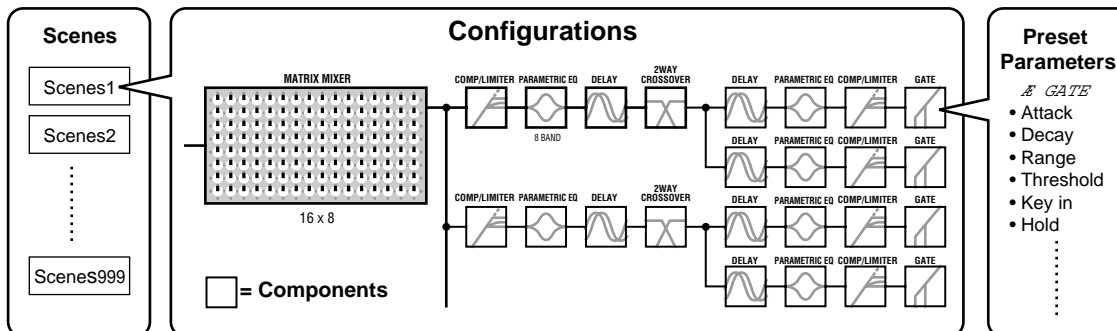 Scenes
Scenes1
Scenes2
Scenes999
Configurations
MATRIX MIXER
16 x 8
COMP/LIMITER PARAMETRIC EQ DELAY 2WAY CROSSOVER DELAY PARAMETRIC EQ COMP/LIMITER GATE
8 BAND
DELAY PARAMETRIC EQ COMP/LIMITER GATE
COMP/LIMITER PARAMETRIC EQ DELAY 2WAY CROSSOVER DELAY PARAMETRIC EQ COMP/LIMITER GATE
DELAY PARAMETRIC EQ COMP/LIMITER GATE
= Components
Preset
Parameters
Æ GATE
• Attack
• Decay
• Range
• Threshold
• Key in
• Hold